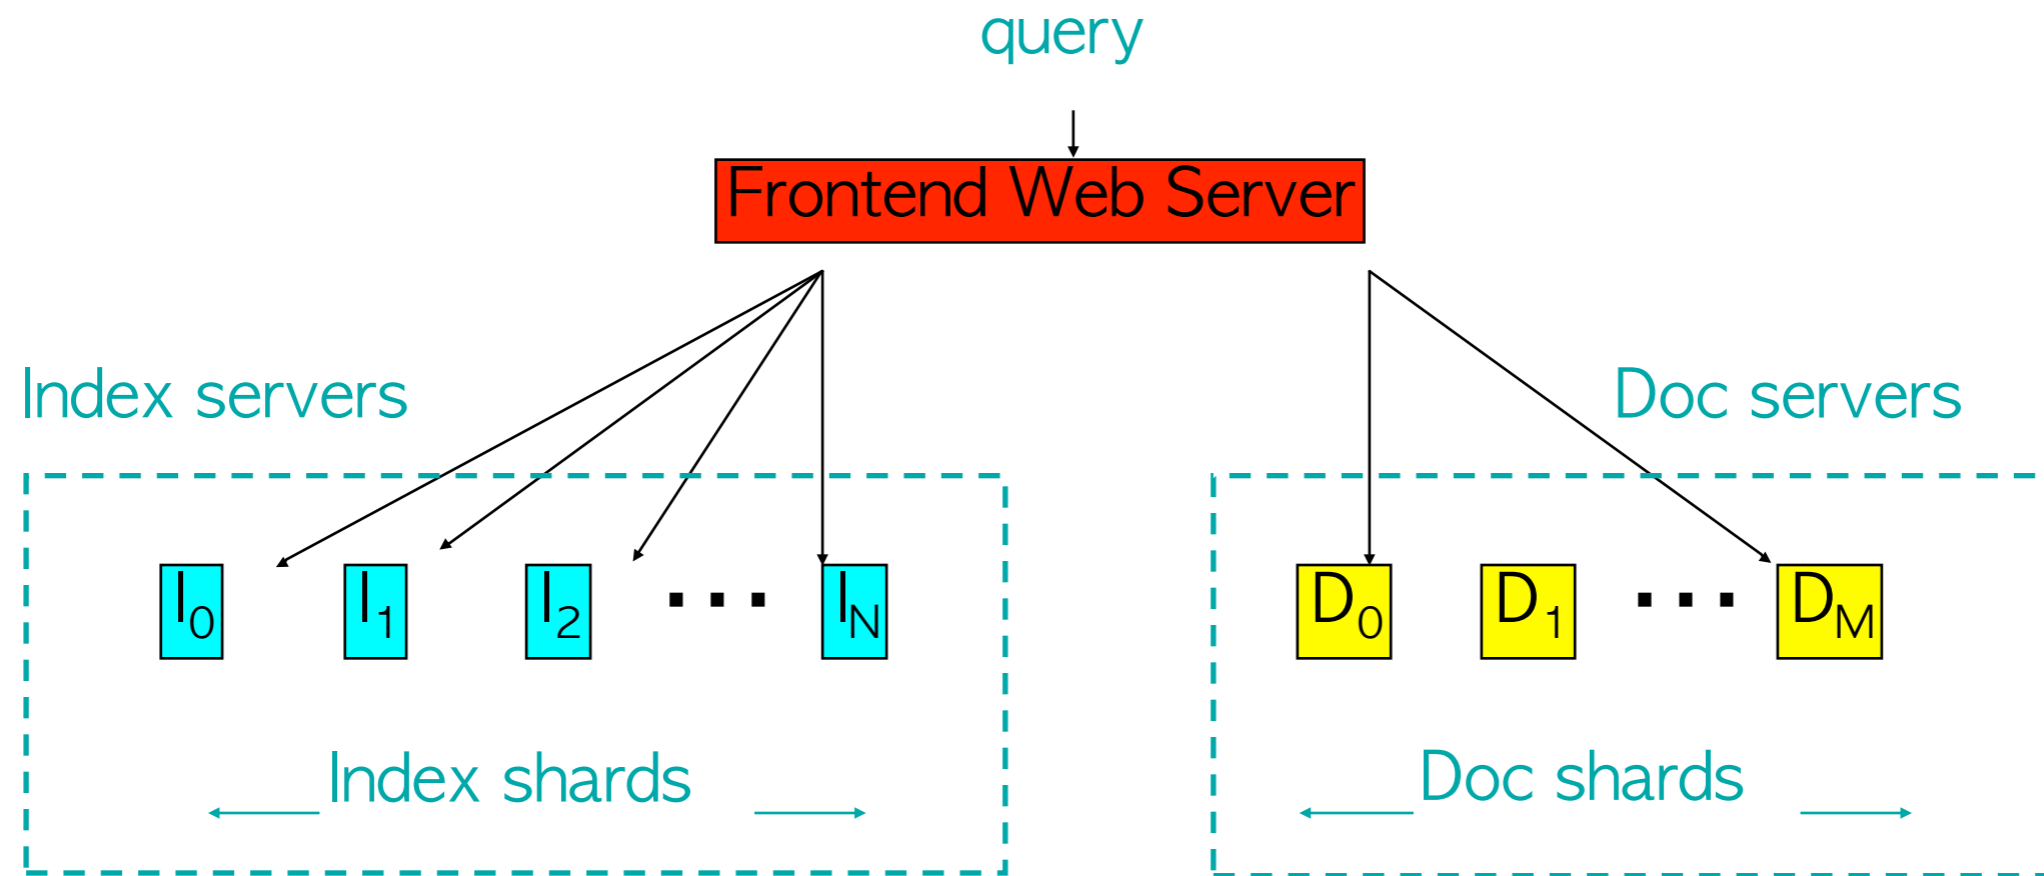 query
Frontend Web Server
Index servers
Doc servers
I0 I1 I2 ... IN
D0 D1 ... DM
Index shards
Doc shards